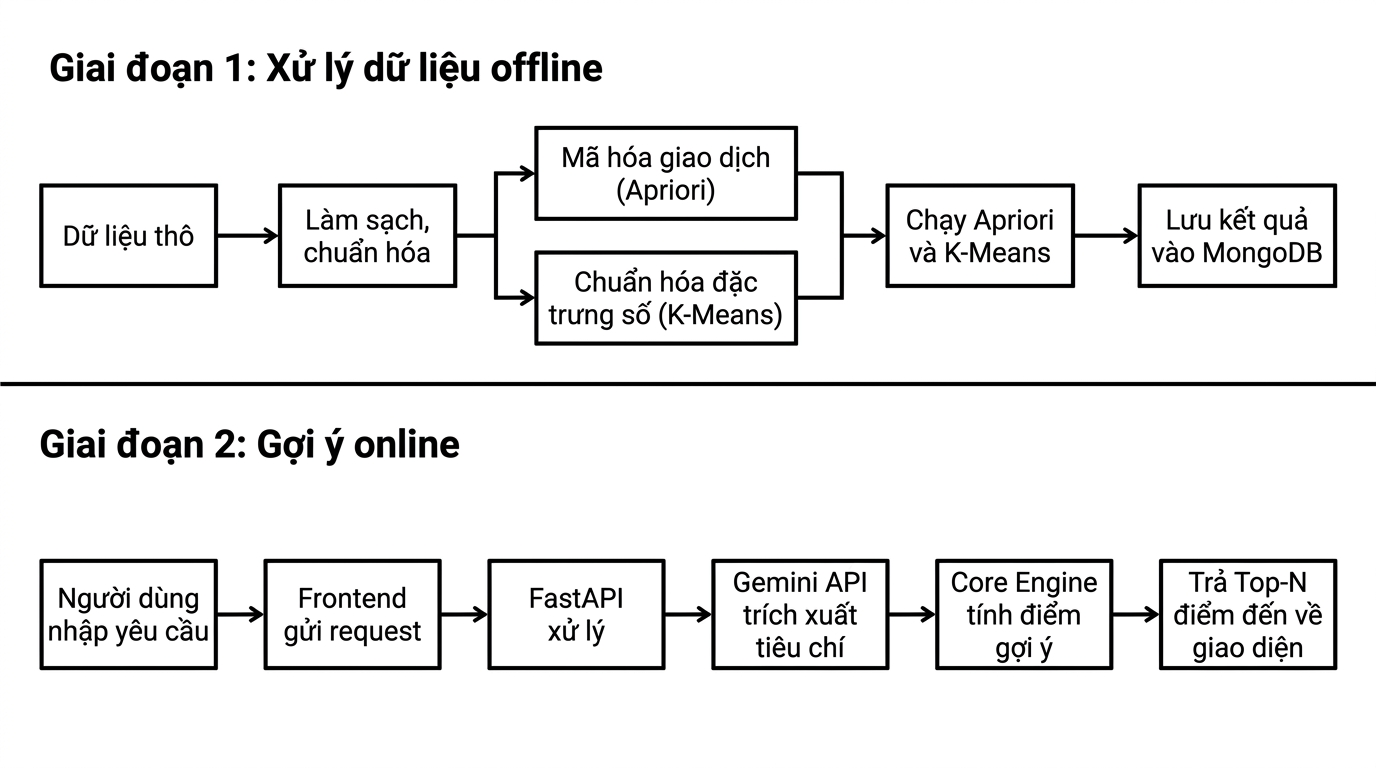 Giai đoạn 1: Xử lý dữ liệu offline
Dữ liệu thô
Làm sạch,
chuẩn hóa
Mã hóa giao dịch
(Apriori)
Chuẩn hóa đặc
trưng số (K-Means)
Chạy Apriori
và K-Means
Lưu kết quả
vào MongoDB
Giai đoạn 2: Gợi ý online
Người dùng
nhập yêu cầu
Frontend
gửi request
FastAPI
xử lý
Gemini API
trích xuất
tiêu chí
Core Engine
tính điểm
gợi ý
Trả Top-N
điểm đến về
giao diện